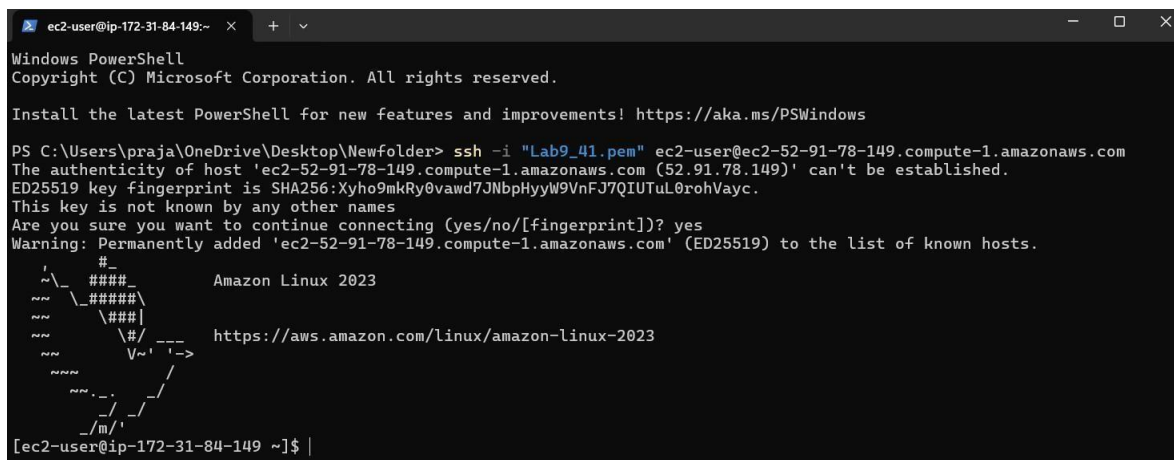 ec2-user@ip-172-31-84-149:~
Windows PowerShell
Copyright (C) Microsoft Corporation. All rights reserved.
Install the latest PowerShell for new features and improvements! https://aka.ms/PSWindows
PS C:\Users\praja\OneDrive\Desktop\Newfolder> ssh -i "Lab9_41.pem" ec2-user@ec2-52-91-78-149.compute-1.amazonaws.com
The authenticity of host 'ec2-52-91-78-149.compute-1.amazonaws.com (52.91.78.149)' can't be established.
ED25519 key fingerprint is SHA256:Xyho9mkRy0vawd7JNbpHyyW9VnFJ7QIUTuL0rohVayc.
This key is not known by any other names
Are you sure you want to continue connecting (yes/no/[fingerprint])? yes
Warning: Permanently added 'ec2-52-91-78-149.compute-1.amazonaws.com' (ED25519) to the list of known hosts.
   ,     #_
   ~\_  ####_        Amazon Linux 2023
  ~~  \_#####\
  ~~     \###|
  ~~       \#/ ___   https://aws.amazon.com/linux/amazon-linux-2023
   ~~       V~' '->
    ~~~         /
      ~~._.   _/
         _/ _/
       _/m/'
[ec2-user@ip-172-31-84-149 ~]$